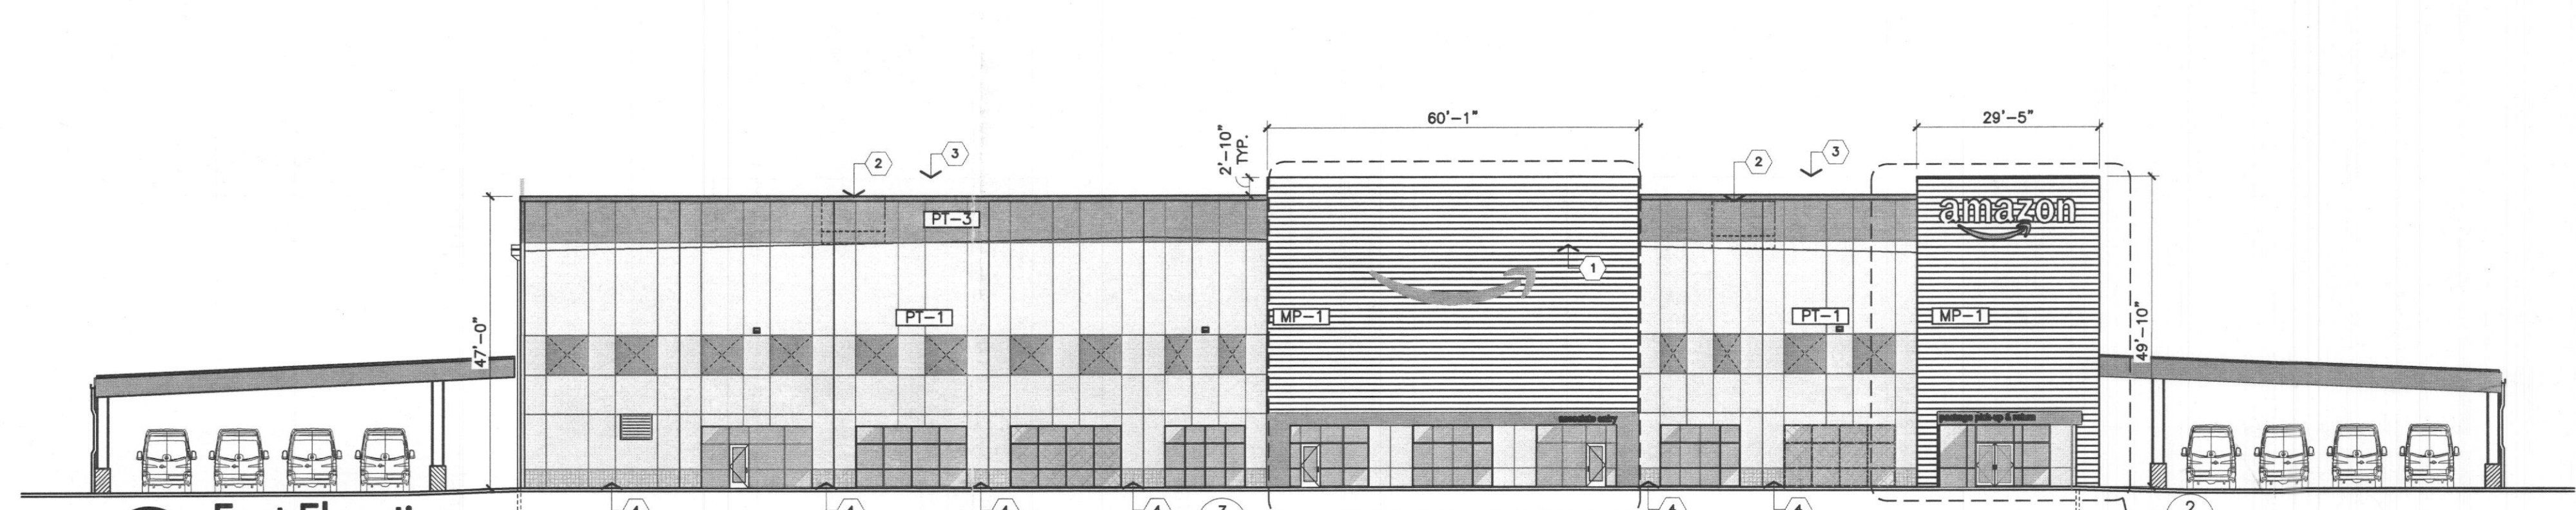 60'-1"
29'-5"
2'-10"
TYP.
2
3
2
3
PT-3
amazon
1
PT-1
MP-1
PT-1
MP-1
47'-0"
49'-10"
associate entry
package pick-up & return
4
4
4
4
3
4
4
2
East Elevation